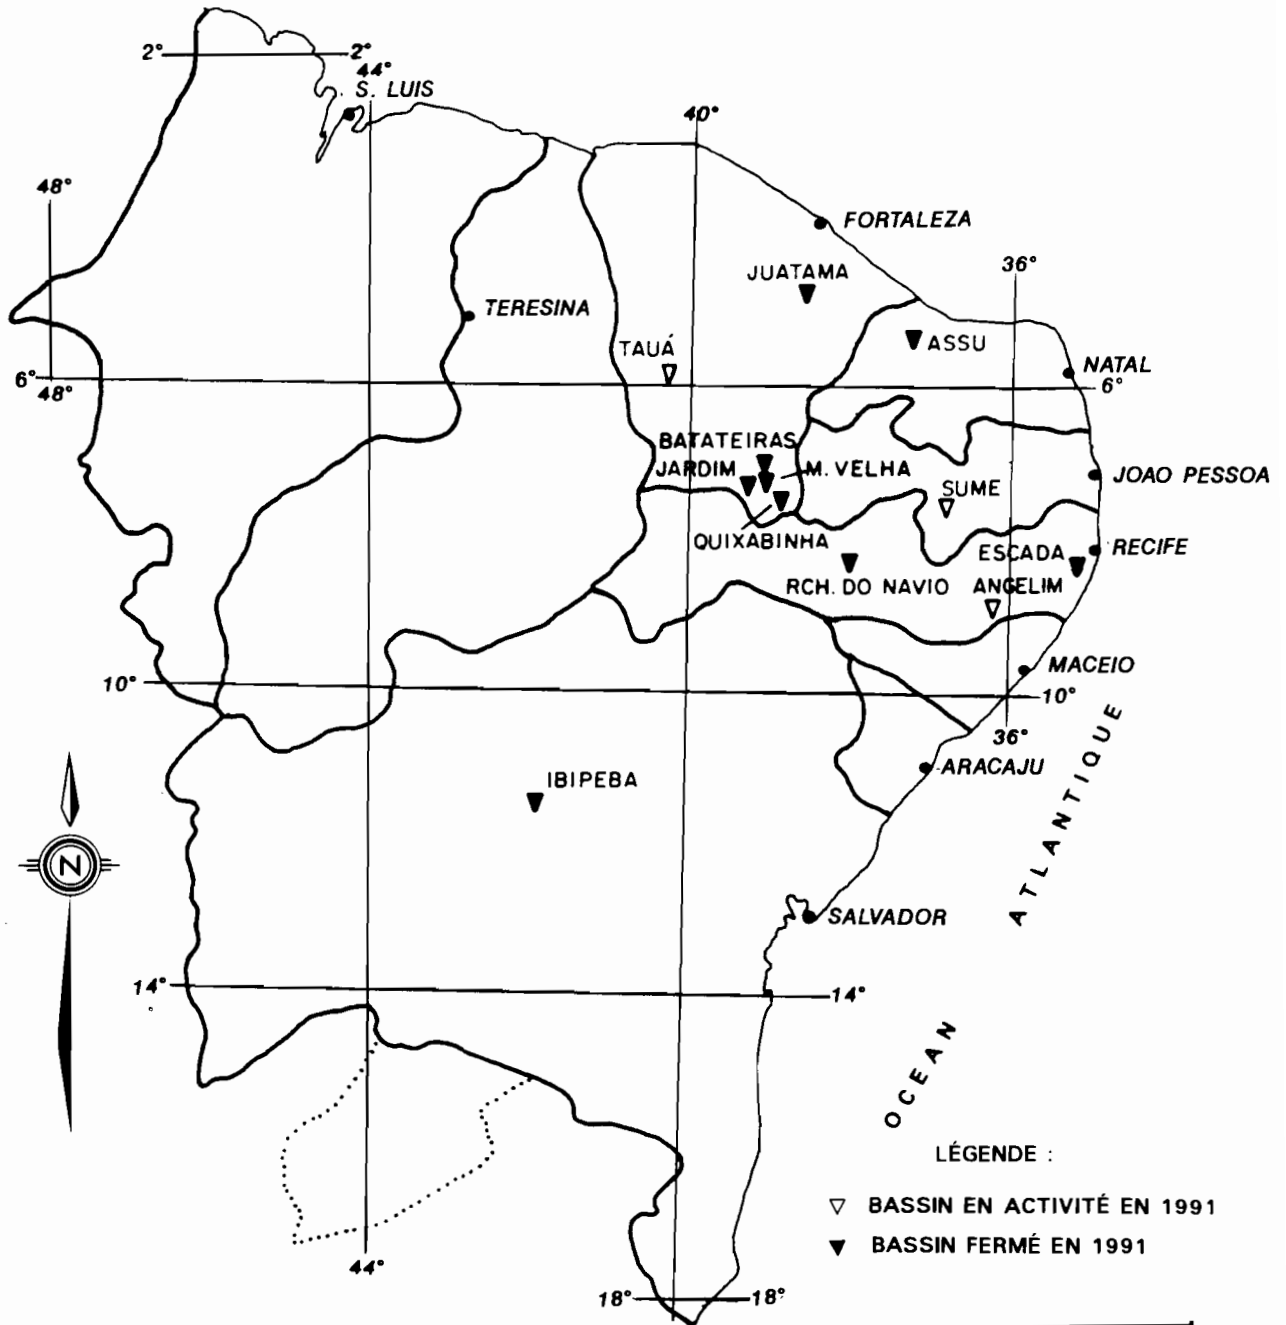 2° 2°
44°
S. LUIS
40°
48°
FORTALEZA
36°
JUATAMA
TERESINA
TAUÁ
ASSU
NATAL
6° 6°
48°
BATATEIRAS
JARDIM M. VELHA
JOAO PESSOA
SUME
QUIXABINHA
ESCADA RECIFE
RCH. DO NAVIO ANGELIM
MACEIO
10° 10°
36°
ARACAJU
IBIPEBA
N
SALVADOR
14° 14°
OCEAN ATLANTIQUE
LÉGENDE :
BASSIN EN ACTIVITÉ EN 1991
BASSIN FERMÉ EN 1991
44°
18° 18°